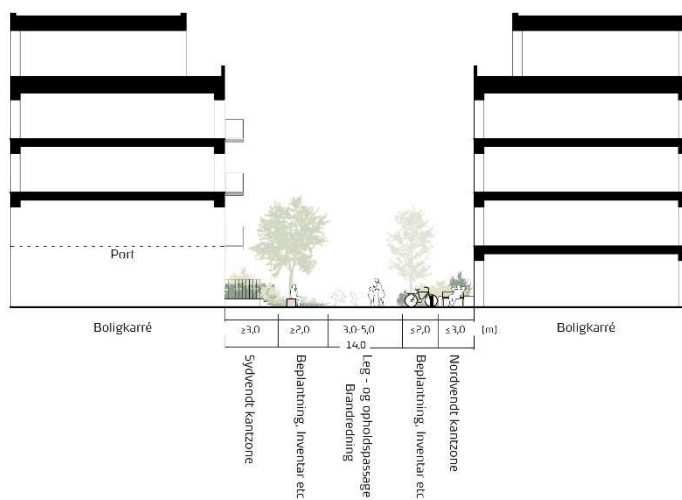 Port
Boligkarré
≥3,0
≥2,0
3,0-5,0
≤2,0
≤3,0
[m]
Boligkarré
14,0
Sydvendt kantzone
Beplantning, Inventar etc
Leg - og opholdspassage
Brandredning
Beplantning, Inventar etc
Nordvendt kantzone